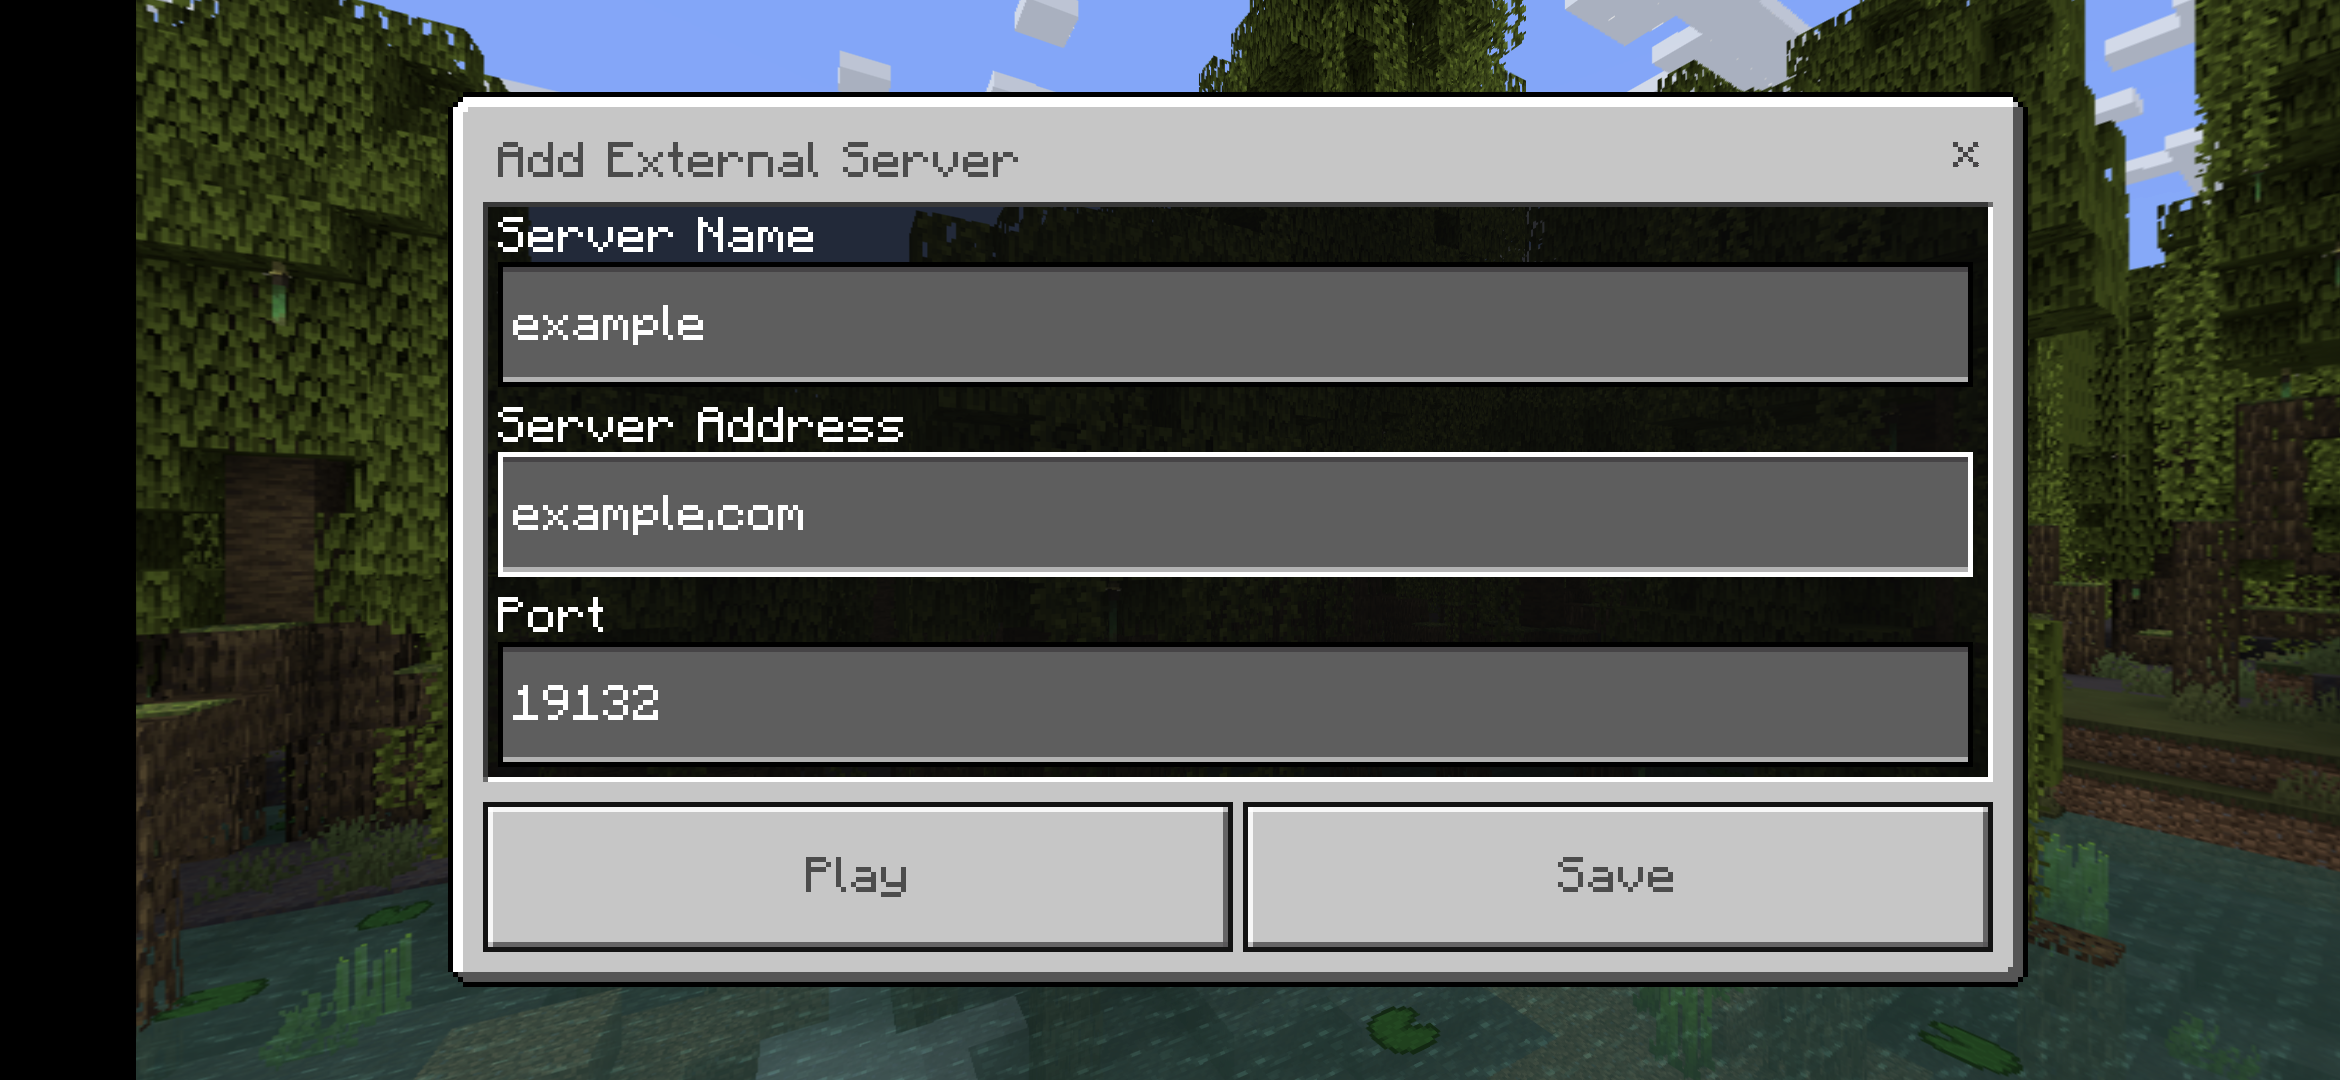 Add External Server
Server Name
example
Server Address
example.com
Port
19132
Play
Save